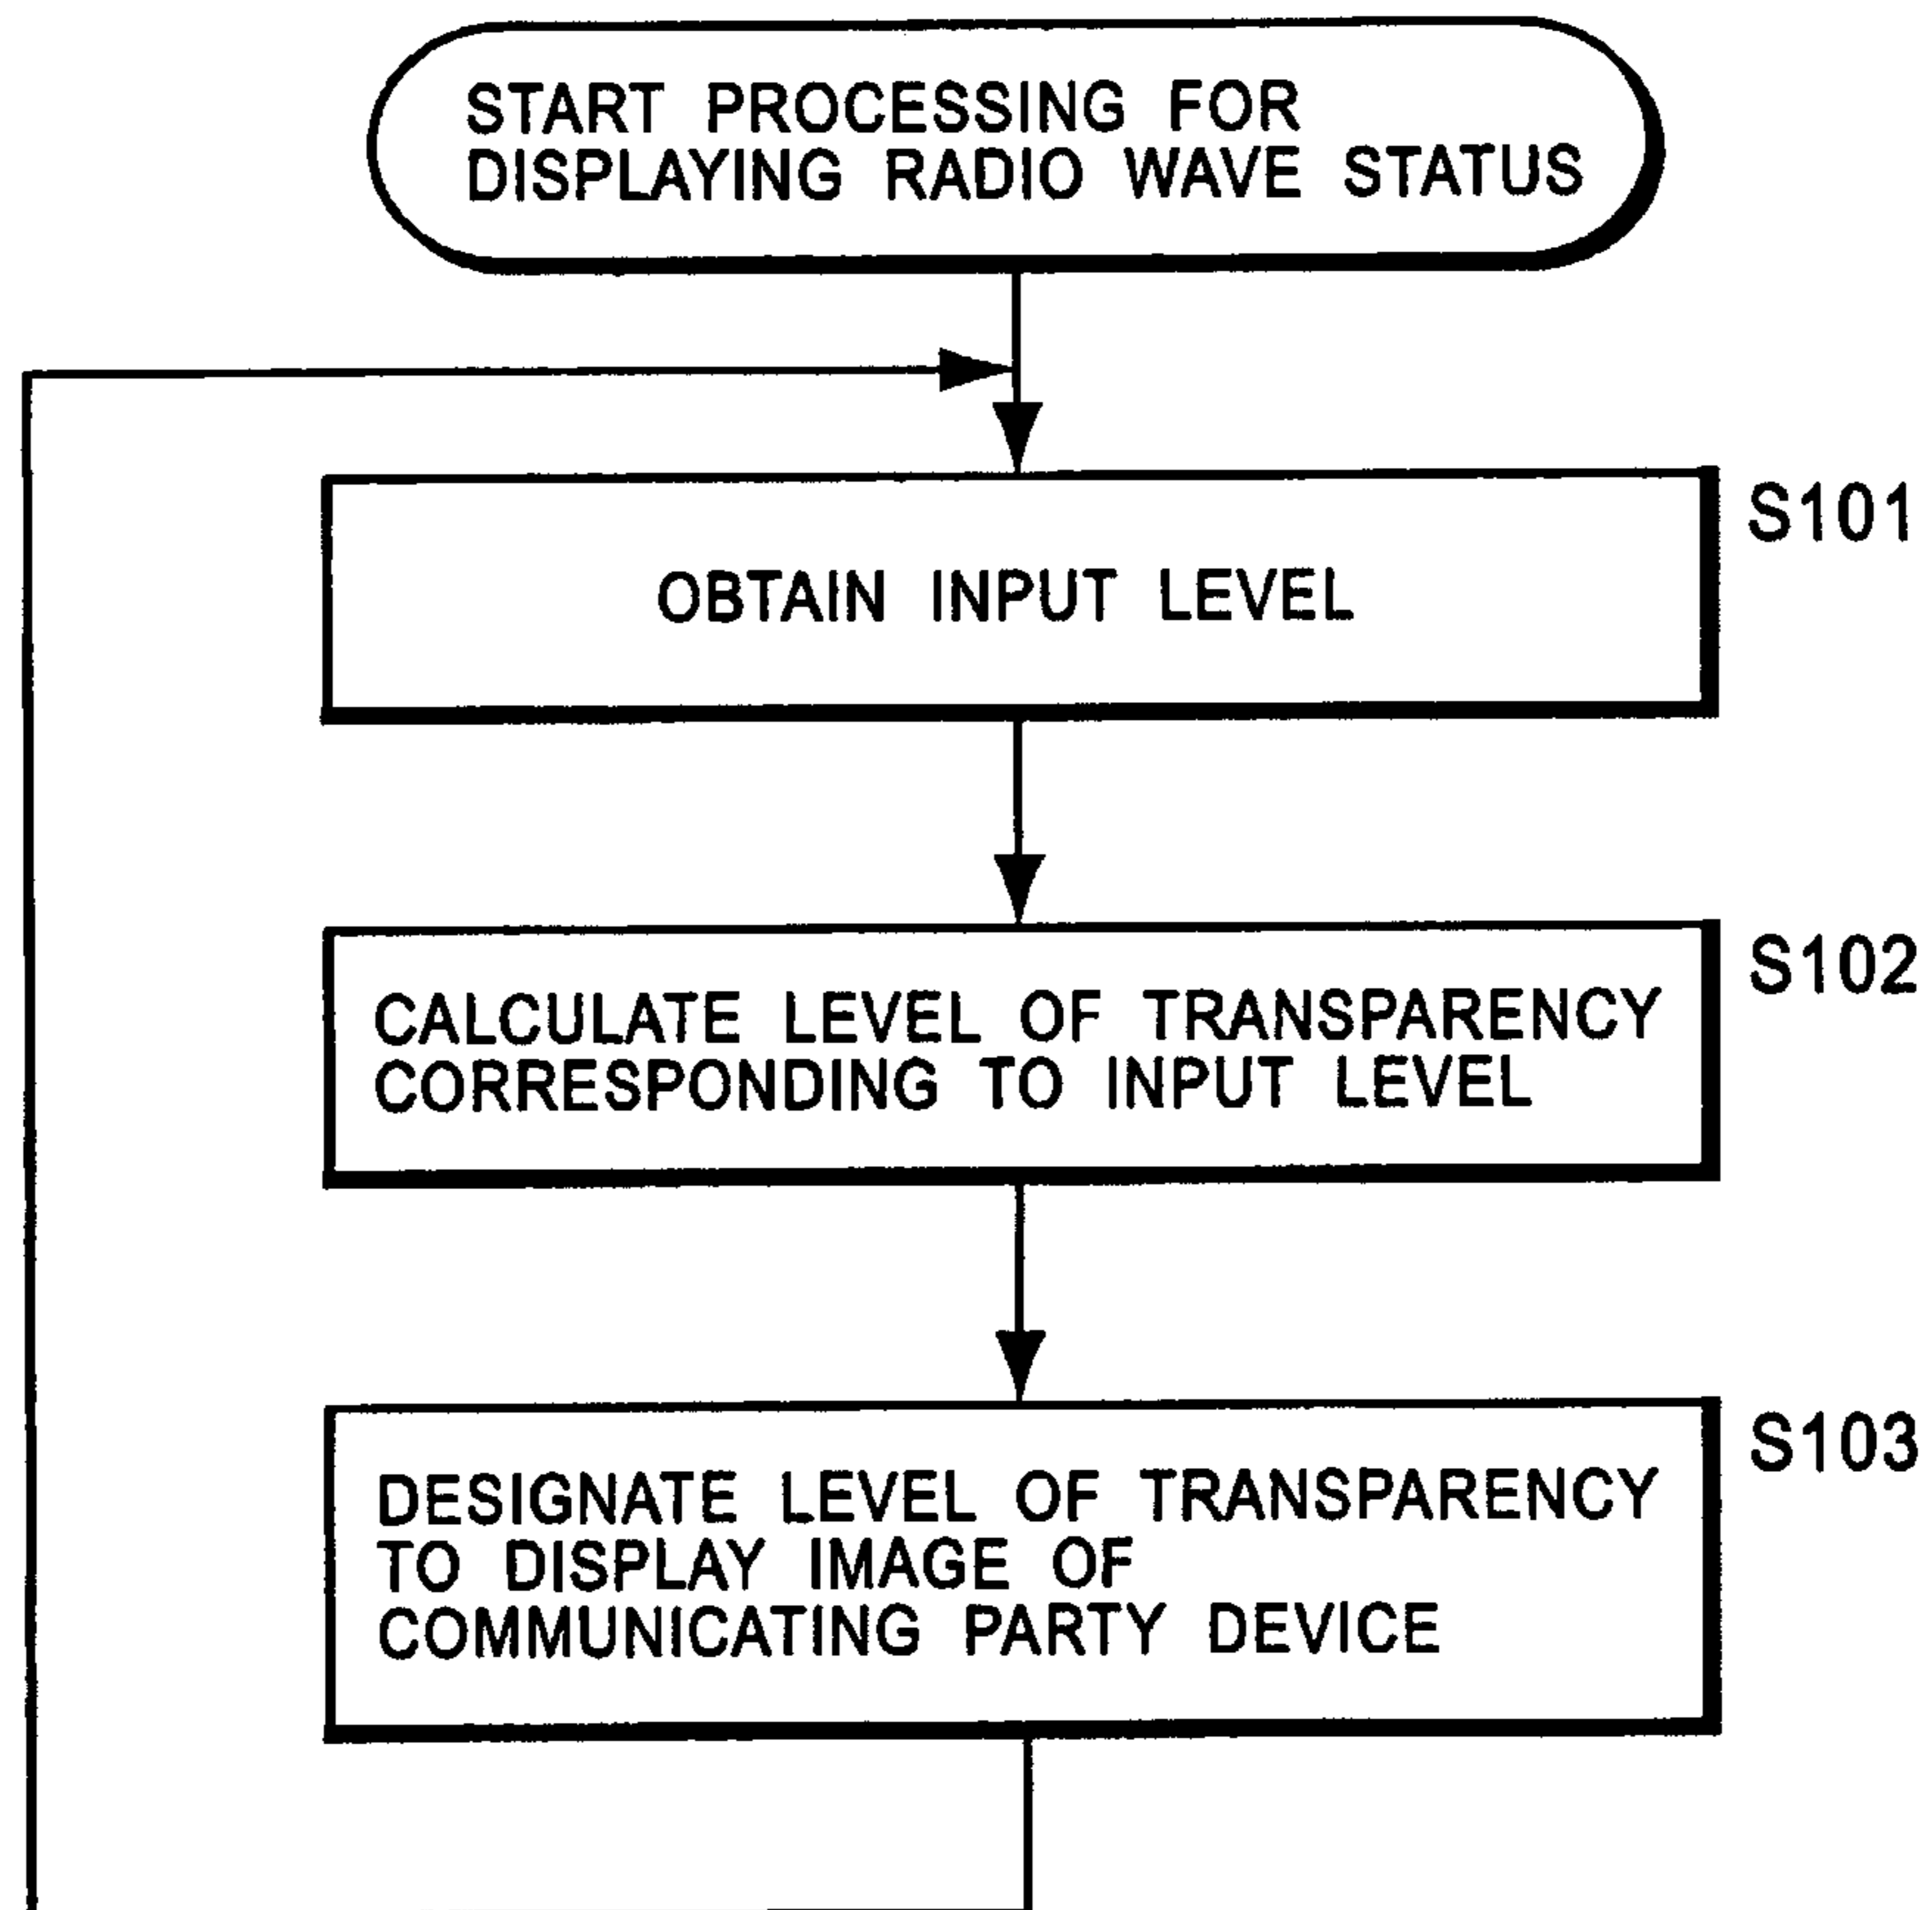 START PROCESSING FOR
DISPLAYING RADIO WAVE STATUS
S101
OBTAIN INPUT LEVEL
S102
CALCULATE LEVEL OF TRANSPARENCY
CORRESPONDING TO INPUT LEVEL
S103
DESIGNATE LEVEL OF TRANSPARENCY
TO DISPLAY IMAGE OF
COMMUNICATING PARTY DEVICE